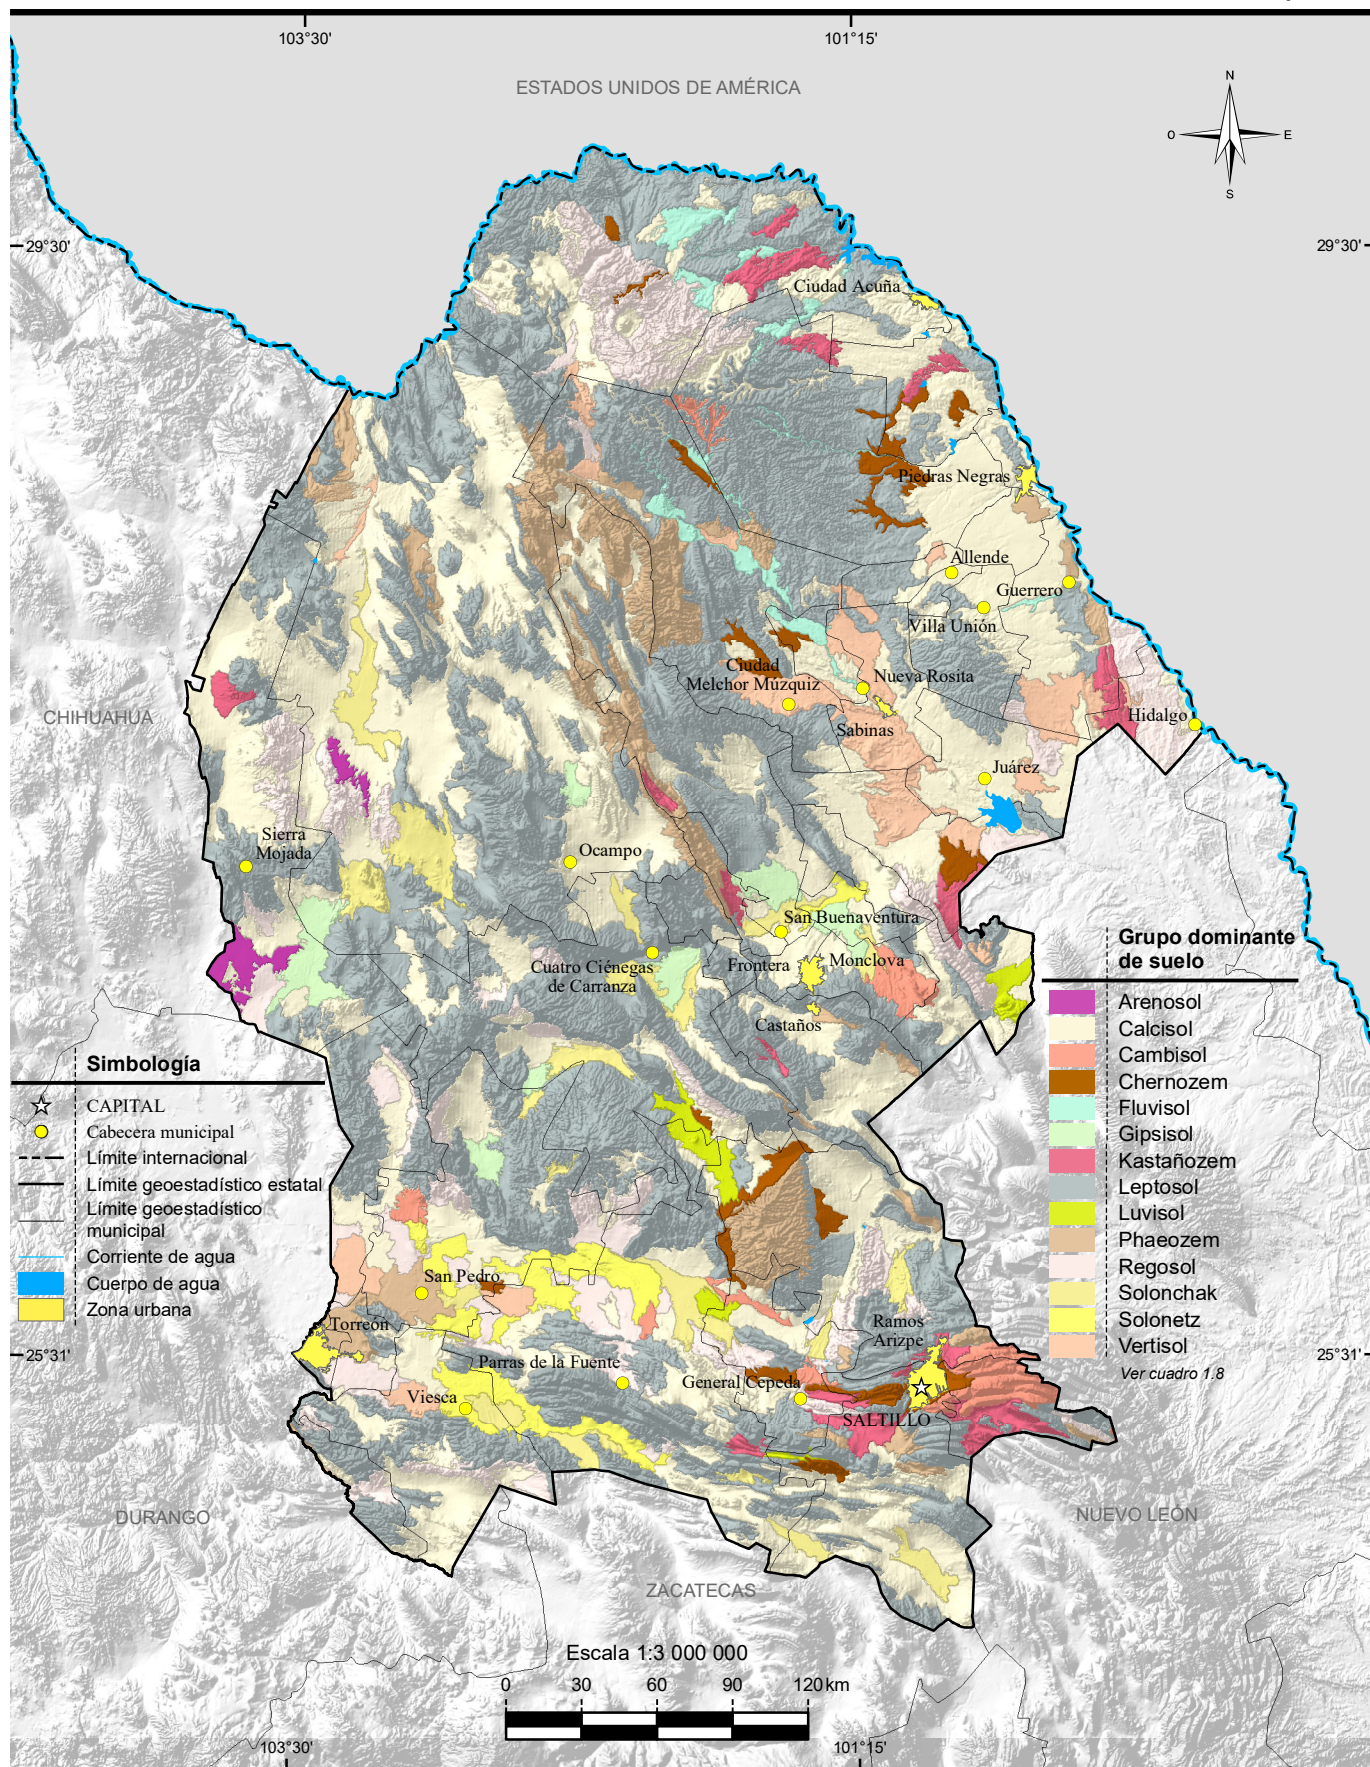 103°30'
101°15'
ESTADOS UNIDOS DE AMÉRICA
N
O
E
S
29°30'
29°30'
Ciudad Acuña
Piedras Negras
Allende
Guerrero
Villa Unión
Ciudad
Melchor Múzquiz
Nueva Rosita
Sabinas
Hidalgo
CHIHUAHUA
Juárez
Sierra
Mojada
Ocampo
San Buenaventura
Frontera
Monclova
Cuatro Ciénegas
de Carranza
Castaños
Grupo dominante
de suelo
Arenosol
Calcisol
Cambisol
Chernozem
Fluvisol
Gipsisol
Kastañozem
Leptosol
Luvisol
Phaeozem
Regosol
Solonchak
Solonetz
Vertisol
Ver cuadro 1.8
Simbología
CAPITAL
Cabecera municipal
Límite internacional
Límite geoestadístico estatal
Límite geoestadístico
municipal
Corriente de agua
Cuerpo de agua
Zona urbana
San Pedro
Torreón
Ramos
Arizpe
25°31'
25°31'
Parras de la Fuente
General Cepeda
Viesca
SALTILLO
DURANGO
NUEVO LEÓN
ZACATECAS
Escala 1:3 000 000
0 30 60 90 120 km
103°30'
101°15'